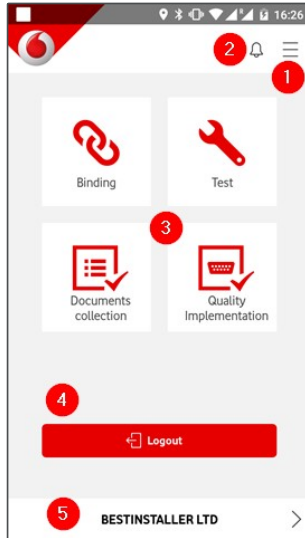 16:26
2
1
Binding
Test
3
Documents
collection
Quality
Implementation
4
Logout
5
BESTINSTALLER LTD